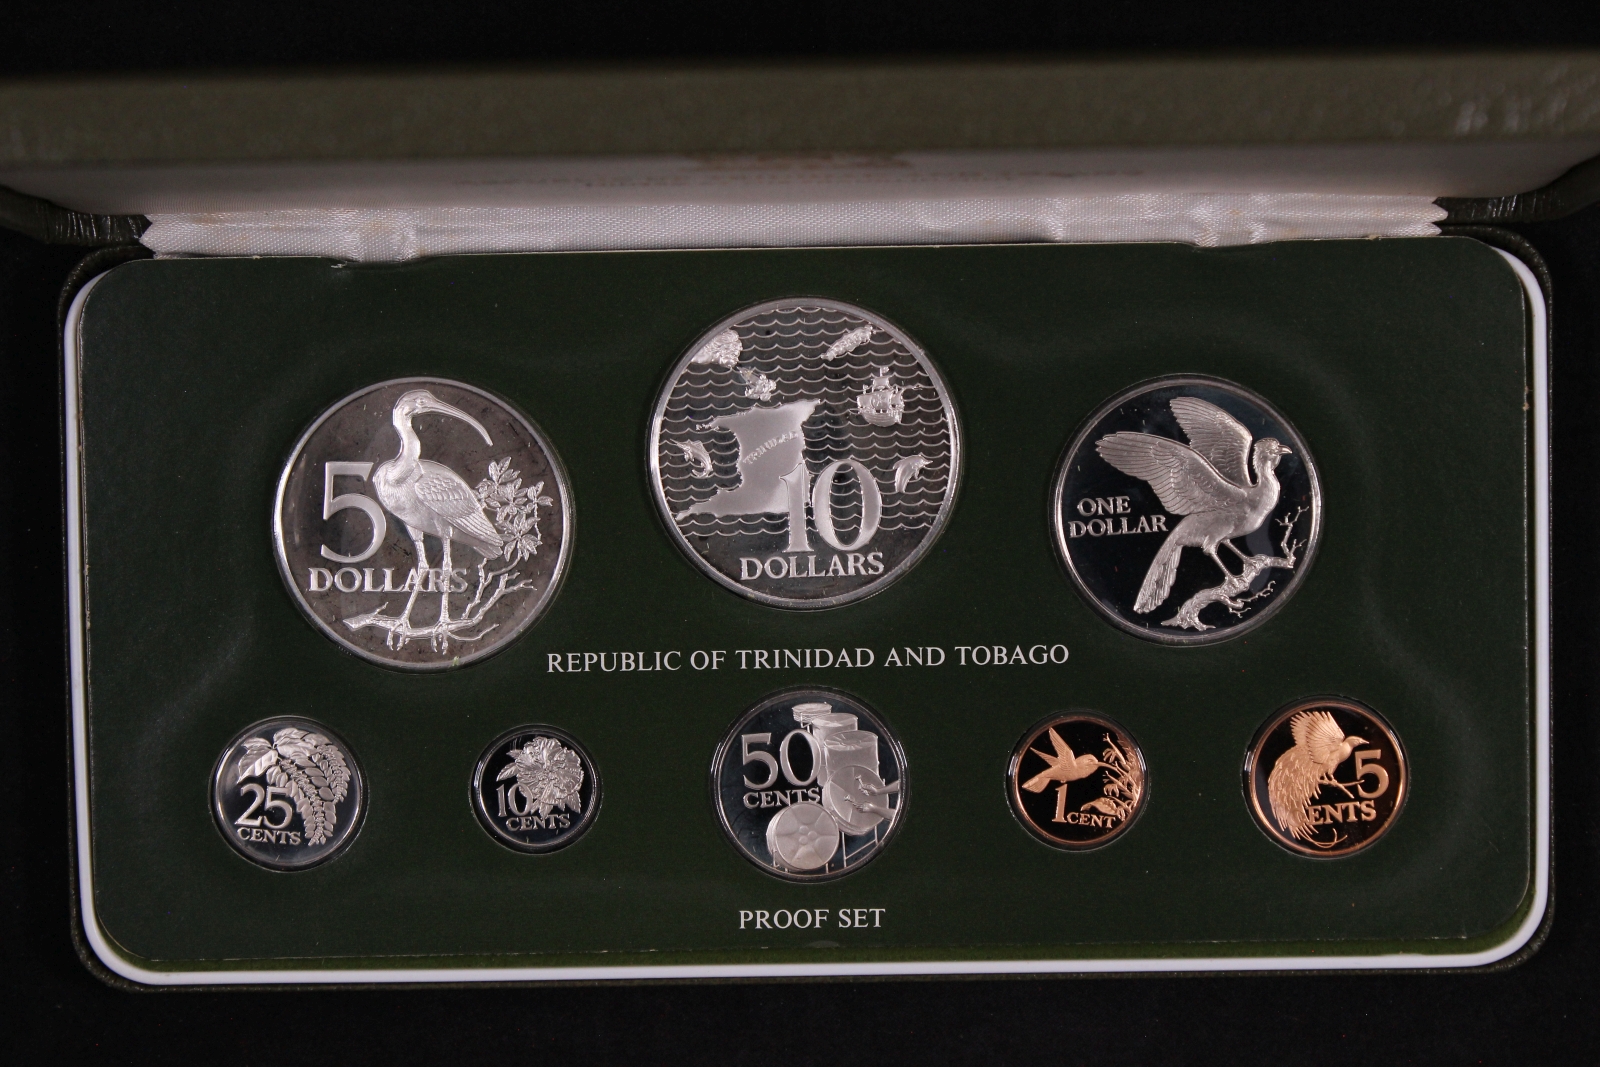 5
DOLLARS
TRINIDAD
10
DOLLARS
ONE
DOLLAR
REPUBLIC OF TRINIDAD AND TOBAGO
25
CENTS
10
CENTS
50
CENTS
1
CENT
5
CENTS
PROOF SET